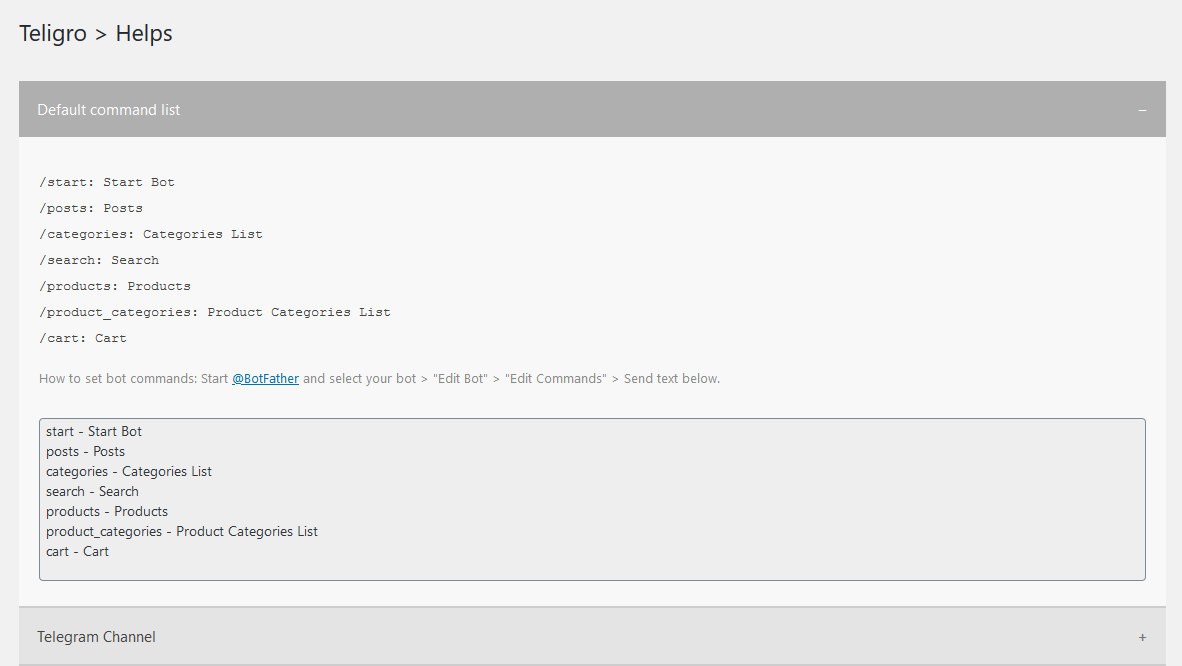 Teligro > Helps
Default command list
–
/start: Start Bot
/posts: Posts
/categories: Categories List
/search: Search
/products: Products
/product_categories: Product Categories List
/cart: Cart
How to set bot commands: Start @BotFather and select your bot > "Edit Bot" > "Edit Commands" > Send text below.
start - Start Bot
posts - Posts
categories - Categories List
search - Search
products - Products
product_categories - Product Categories List
cart - Cart
Telegram Channel
+